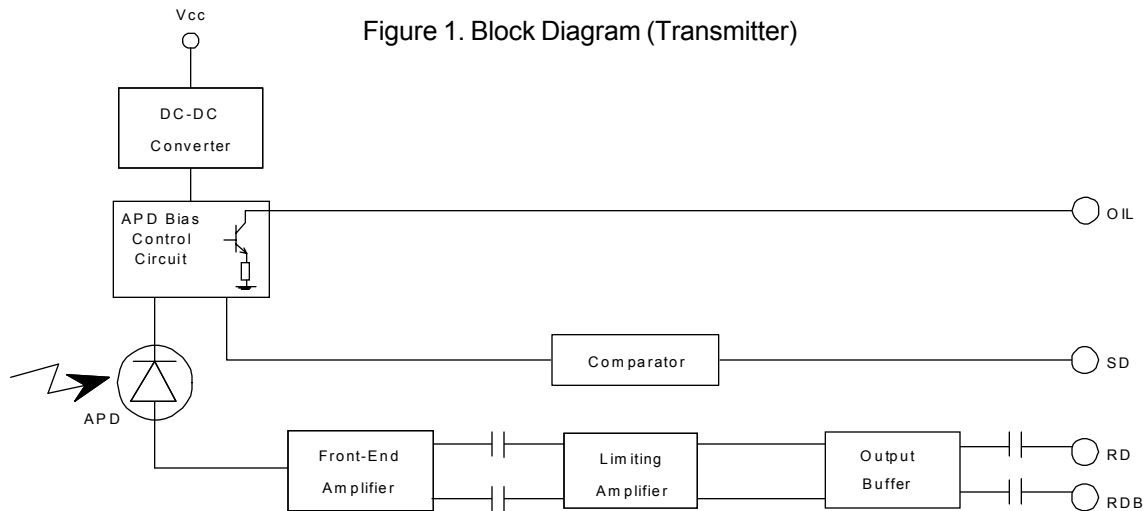 Vcc
Figure 1. Block Diagram (Transmitter)
DC-DC
Converter
APD Bias
Control
Circuit
OIL
Comparator
SD
APD
Front-End
Amplifier
Limiting
Amplifier
Output
Buffer
RD
RDB